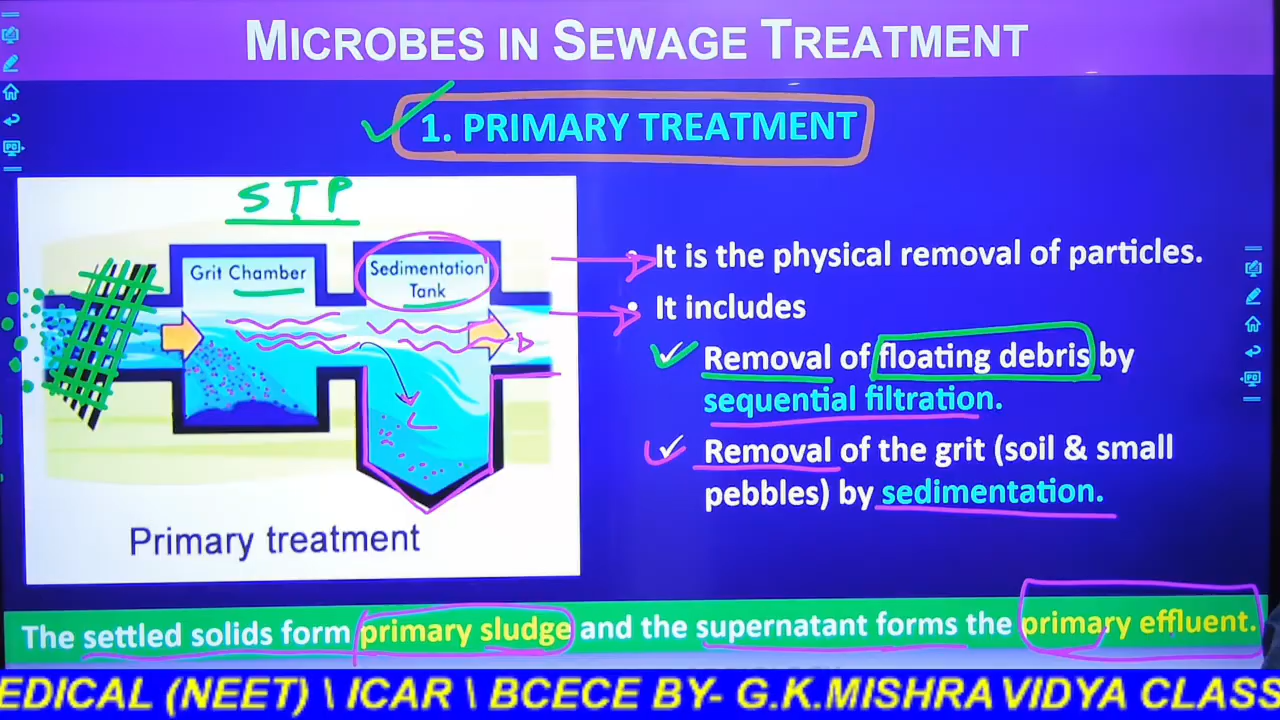 MICROBES IN SEWAGE TREATMENT
1. PRIMARY TREATMENT
STP
Grit Chamber
Sedimentation
Tank
Primary treatment
• It is the physical removal of particles.
• It includes
✓ Removal of floating debris by
sequential filtration.
✓ Removal of the grit (soil & small
pebbles) by sedimentation.
The settled solids form primary sludge and the supernatant forms the primary effluent.
EDICAL (NEET) \ ICAR \ BCECE BY- G.K.MISHRA VIDYA CLASS